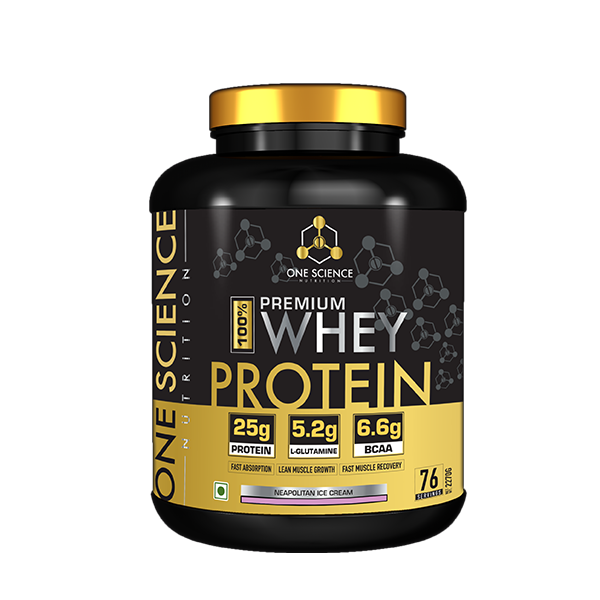 ONE SCIENCE
NUTRITION
ONE SCIENCE
NUTRITION
100%
PREMIUM
WHEY
PROTEIN
25g
PROTEIN
5.2g
L-GLUTAMINE
6.6g
BCAA
FAST ABSORPTION
LEAN MUSCLE GROWTH
FAST MUSCLE RECOVERY
NEAPOLITAN ICE CREAM
76
SERVINGS
2270G